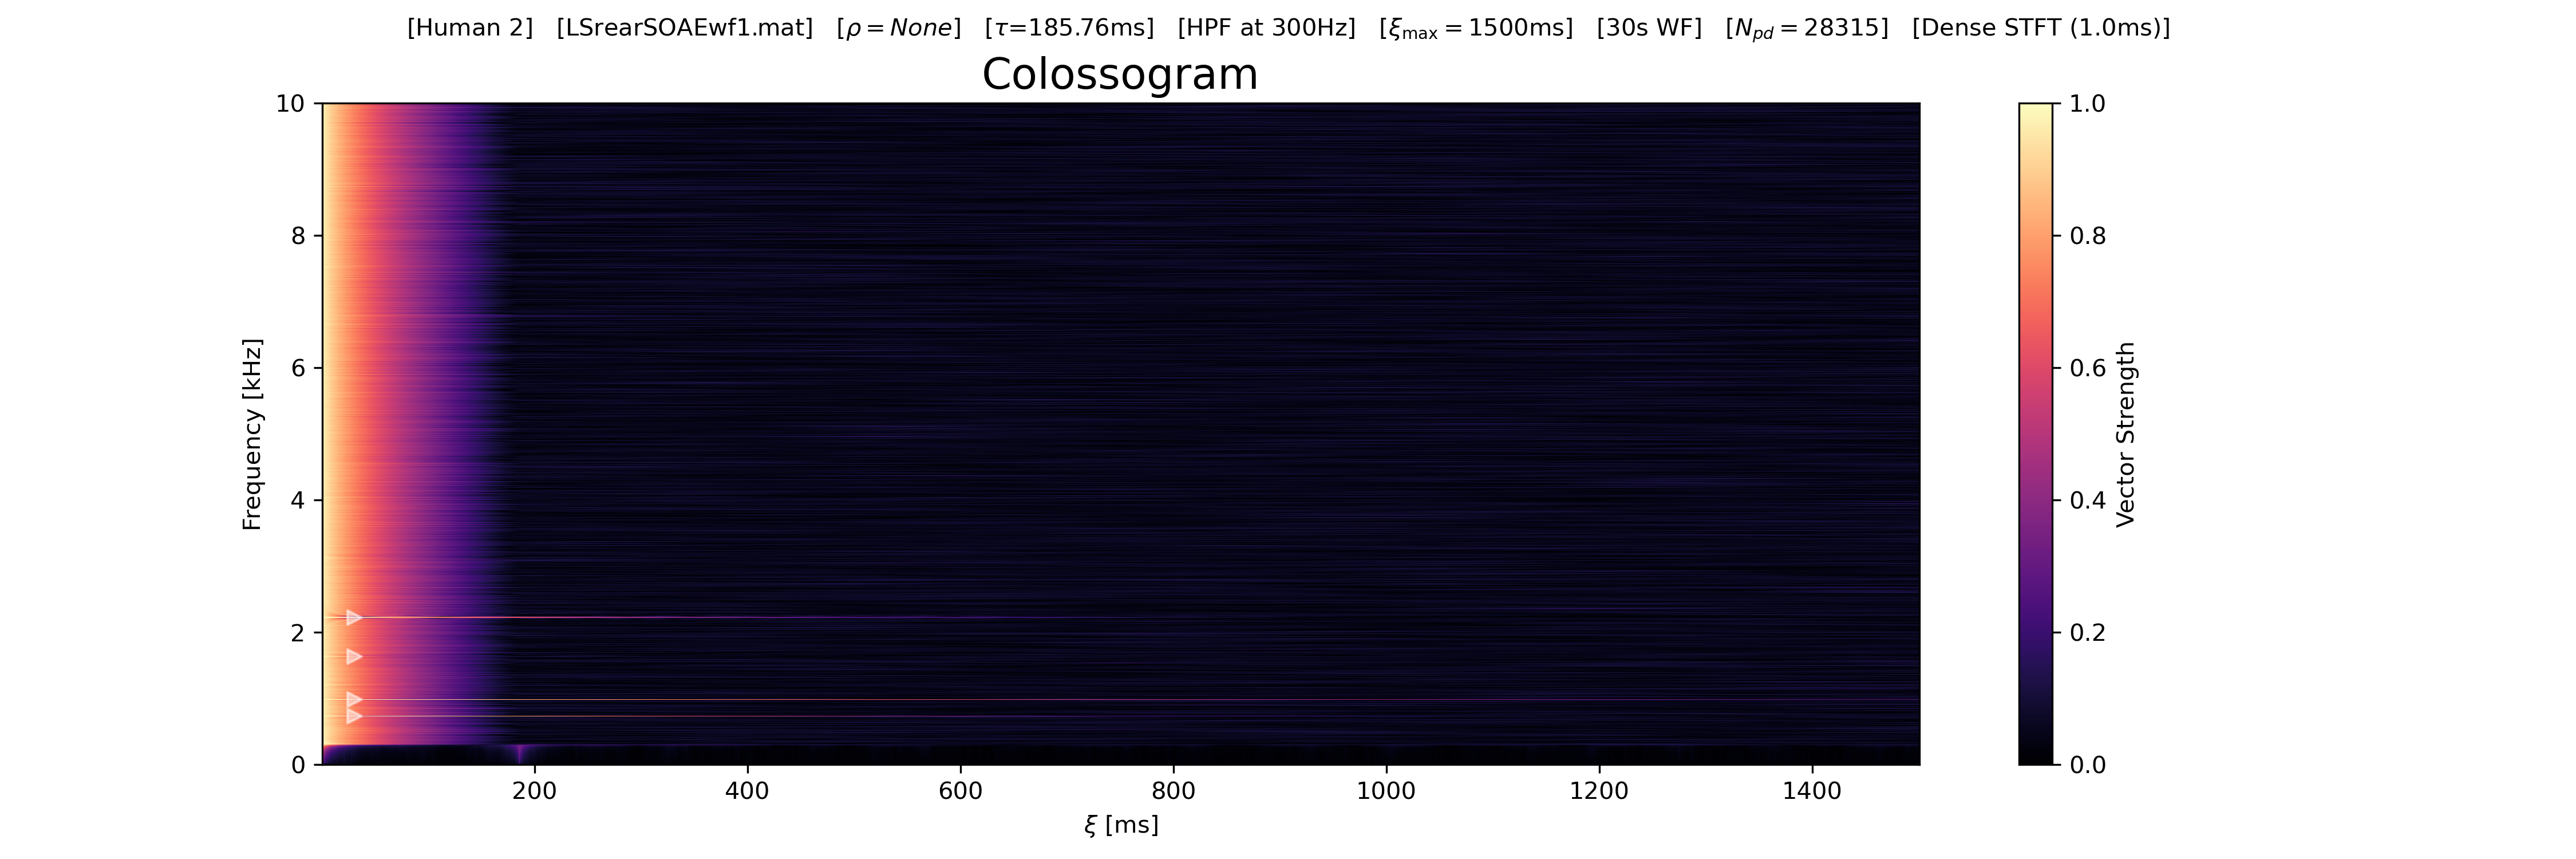 [Human 2] [LSrearSOAEwf1.mat] [ρ = None] [τ=185.76ms] [HPF at 300Hz] [ξmax = 1500ms] [30s WF] [Npd = 28315] [Dense STFT (1.0ms)]
Colossogram
10
8
6
4
2
0
Frequency [kHz]
200 400 600 800 1000 1200 1400
ξ [ms]
1.0
0.8
0.6
0.4
0.2
0.0
Vector Strength